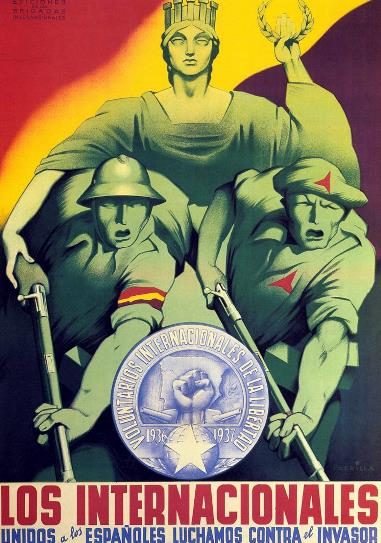 EDICIONES
DE LAS
BRIGADAS
INTERNACIONALES
VOLUNTARIOS INTERNACIONALES DE LA LIBERTAD
1936 1937
PARRILLA
LOS INTERNACIONALES
UNIDOS a los ESPAÑOLES LUCHAMOS CONTRA el INVASOR